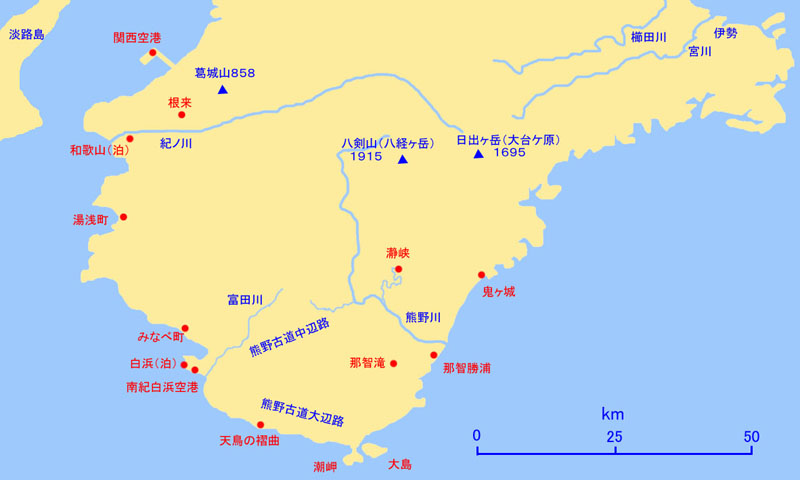 淡路島
関西空港
櫛田川
伊勢
宮川
葛城山858
根来
和歌山(泊)
紀ノ川
八剣山(八経ヶ岳)
1915
日出ヶ岳(大台ケ原)
1695
湯浅町
瀞峡
鬼ヶ城
富田川
熊野川
みなべ町
熊野古道中辺路
白浜(泊)
南紀白浜空港
那智滝
那智勝浦
熊野古道大辺路
天鳥の褶曲
潮岬
大島
km
0
25
50